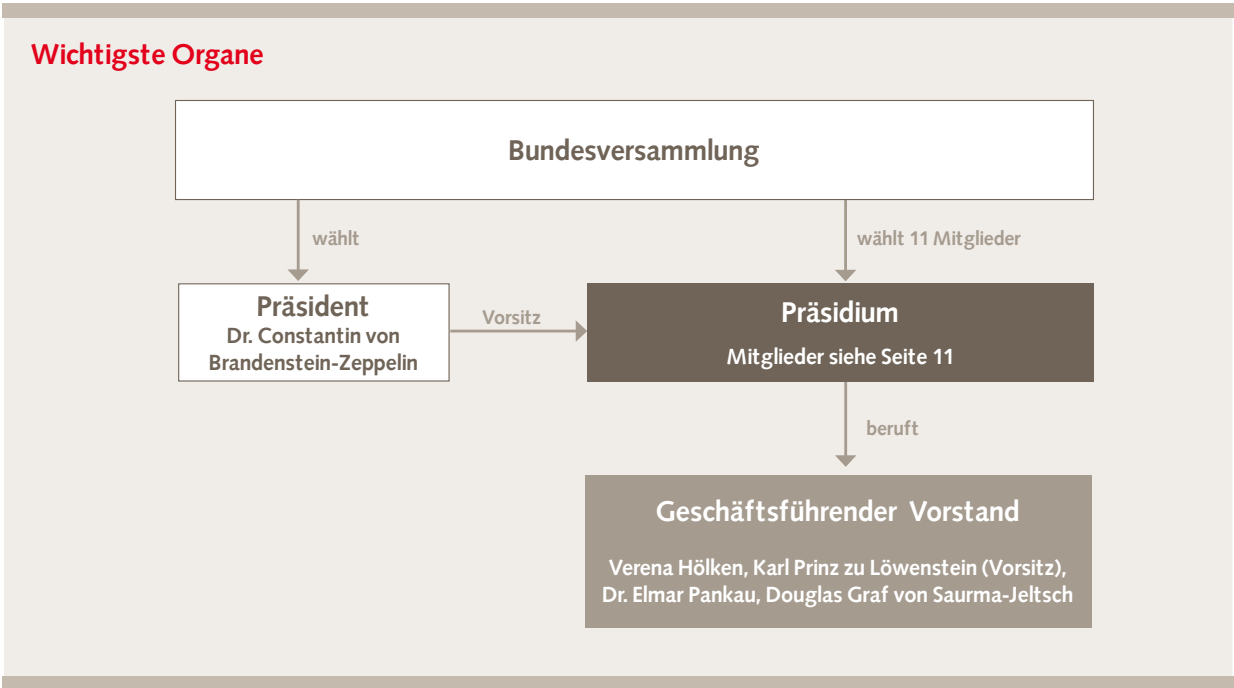 Wichtigste Organe
Bundesversammlung
wählt
wählt 11 Mitglieder
Präsident
Dr. Constantin von
Brandenstein-Zeppelin
Vorsitz
Präsidium
Mitglieder siehe Seite 11
beruft
Geschäftsführender Vorstand
Verena Hölken, Karl Prinz zu Löwenstein (Vorsitz),
Dr. Elmar Pankau, Douglas Graf von Saurma-Jeltsch